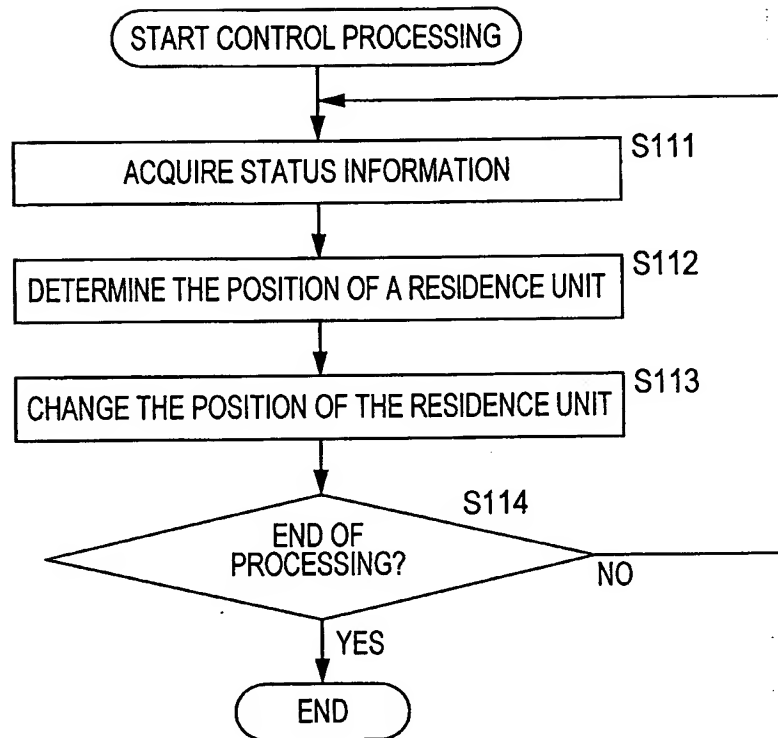 START CONTROL PROCESSING
S111
ACQUIRE STATUS INFORMATION
S112
DETERMINE THE POSITION OF A RESIDENCE UNIT
S113
CHANGE THE POSITION OF THE RESIDENCE UNIT
S114
END OF
PROCESSING?
NO
YES
END